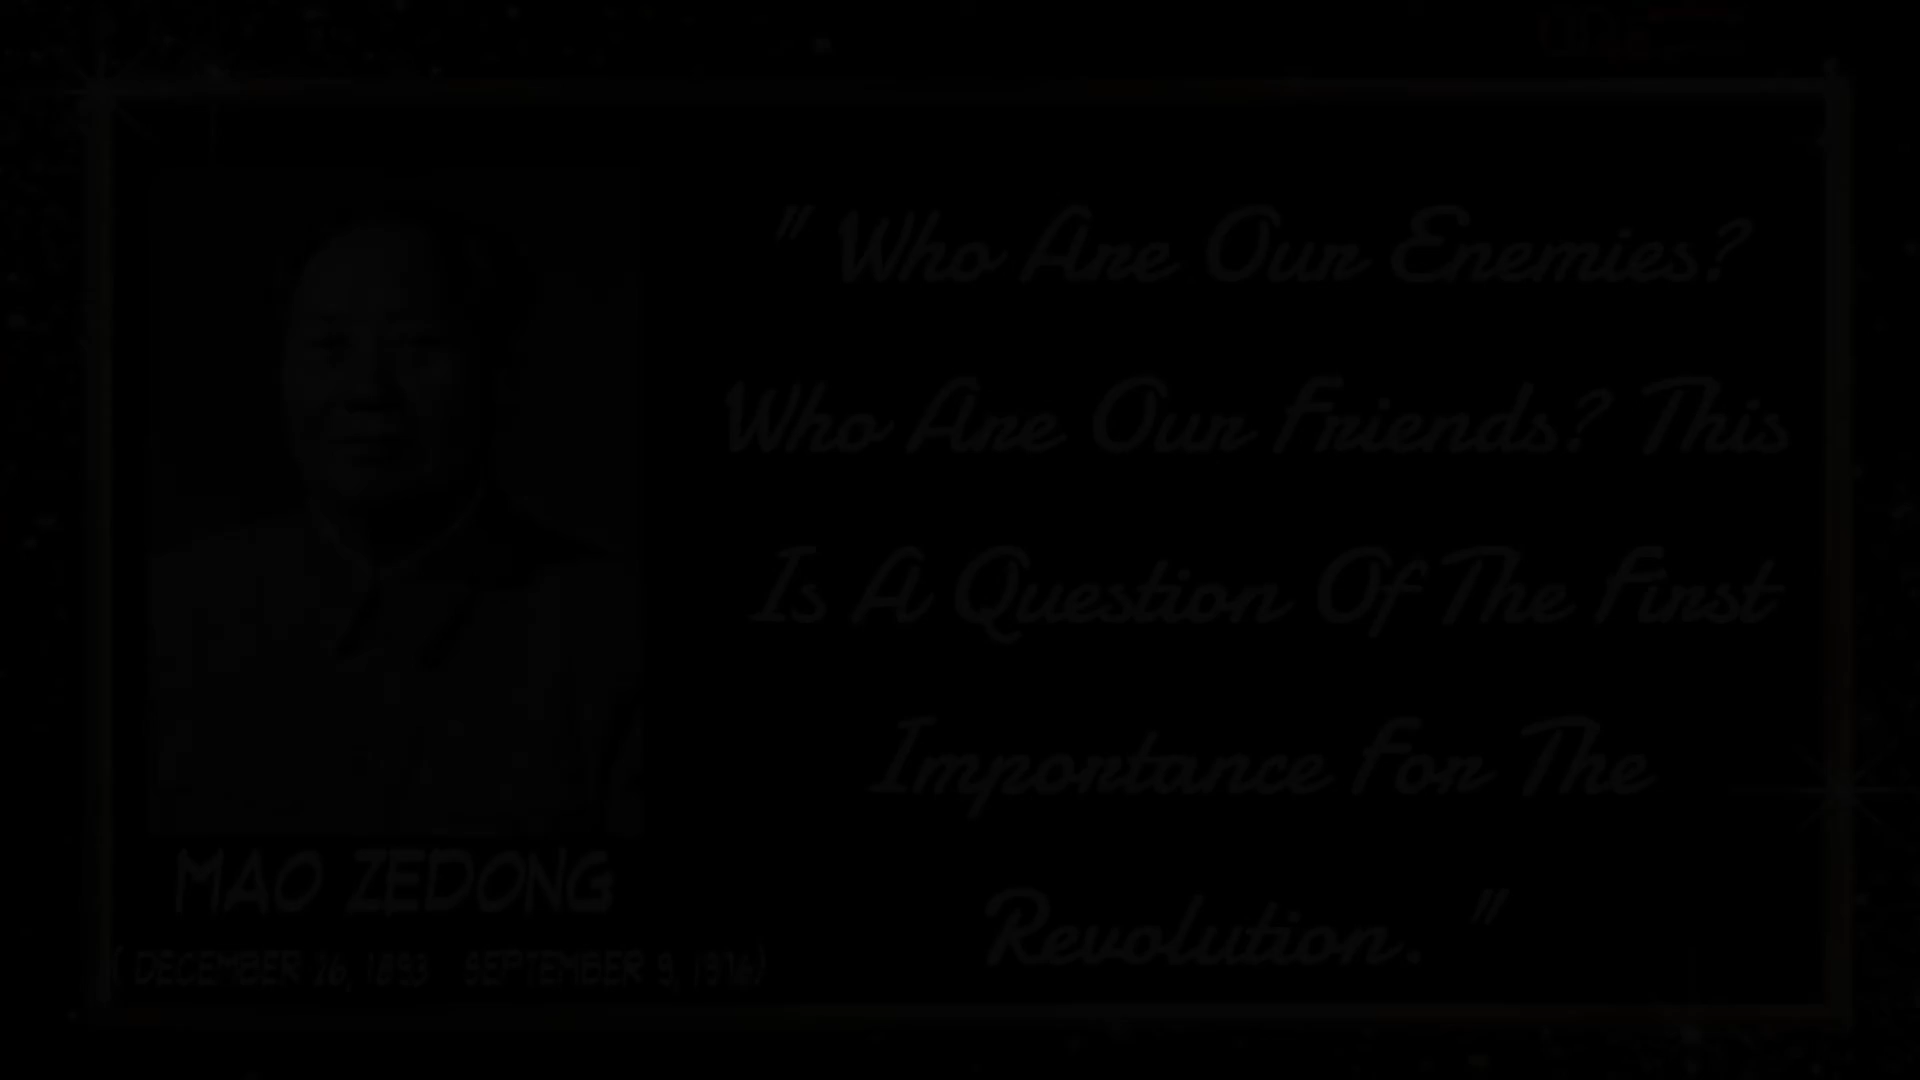 " Who Are Our Enemies?
Who Are Our Friends? This
Is A Question Of The First
Importance For The
Revolution. "
MAO ZEDONG
( DECEMBER 26, 1893 SEPTEMBER 9, 1976)